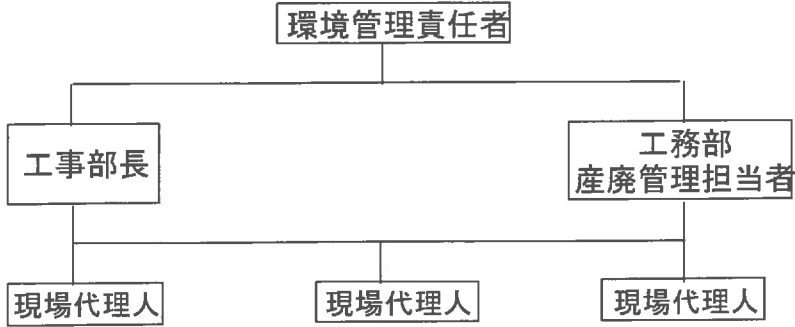 環境管理責任者
工事部長
工務部
産廃管理担当者
現場代理人
現場代理人
現場代理人